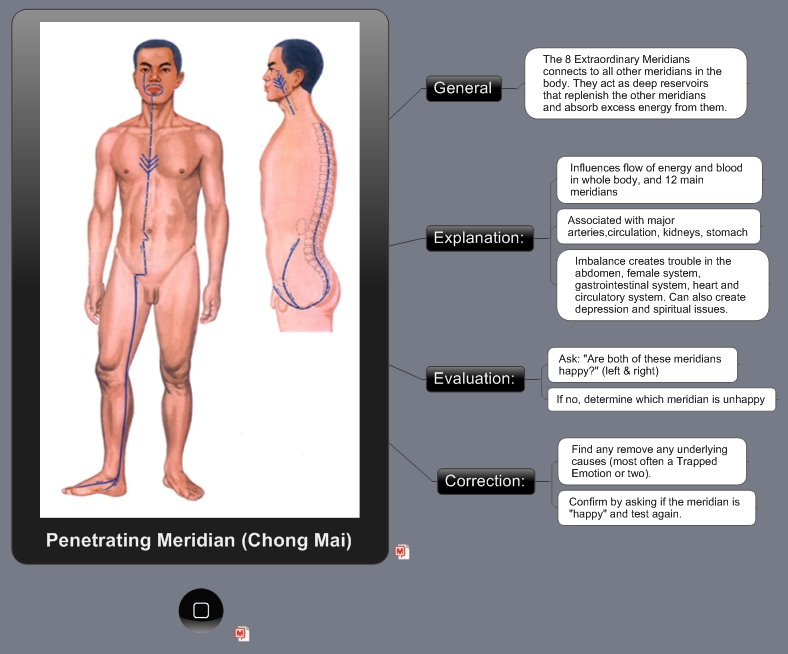 General
The 8 Extraordinary Meridians
connects to all other meridians in the
body. They act as deep reservoirs
that replenish the other meridians
and absorb excess energy from them.
Explanation:
Influences flow of energy and blood
in whole body, and 12 main
meridians
Associated with major
arteries,circulation, kidneys, stomach
Imbalance creates trouble in the
abdomen, female system,
gastrointestinal system, heart and
circulatory system. Can also create
depression and spiritual issues.
Evaluation:
Ask: "Are both of these meridians
happy?" (left & right)
If no, determine which meridian is unhappy
Correction:
Find any remove any underlying
causes (most often a Trapped
Emotion or two).
Confirm by asking if the meridian is
"happy" and test again.
Penetrating Meridian (Chong Mai)
M
M